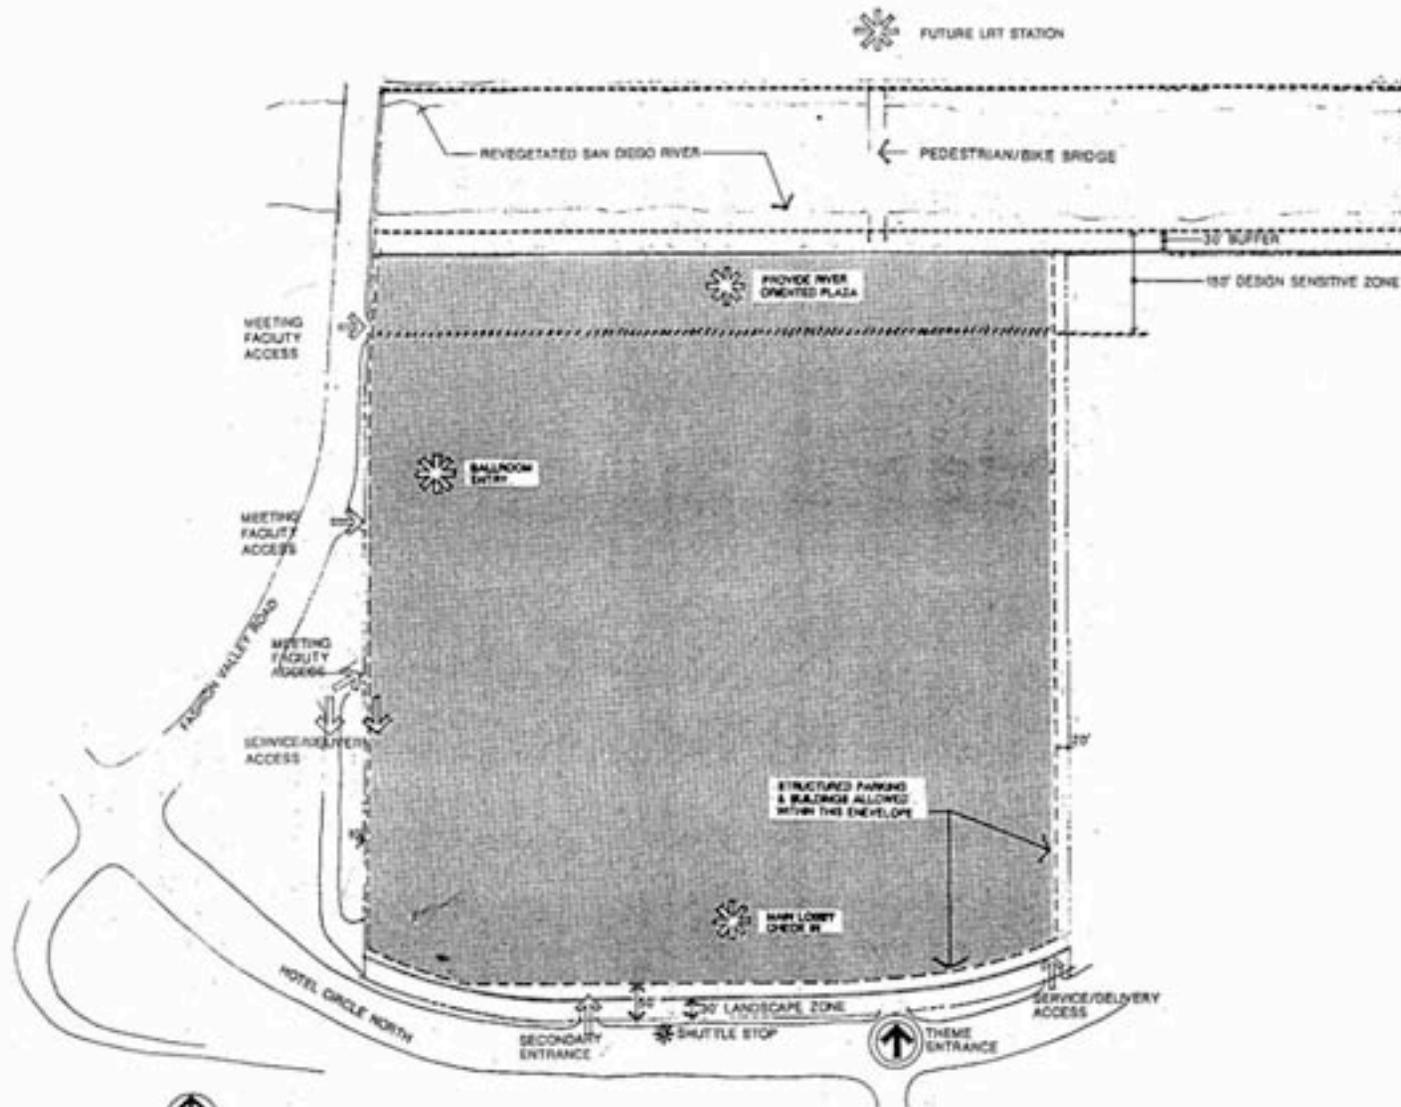 FUTURE LRT STATION
REVEGETATED SAN DIEGO RIVER
PEDESTRIAN/BIKE BRIDGE
30' BUFFER
PROVIDE RIVER
ORIENTED PLAZA
150' DESIGN SENSITIVE ZONE
MEETING
FACILITY
ACCESS
BALLROOM
ENTRY
MEETING
FACILITY
ACCESS
FASHION VALLEY ROAD
MEETING
FACILITY
ACCESS
SERVICE/DELIVERY
ACCESS
20'
STRUCTURED PARKING
& BUILDINGS ALLOWED
WITHIN THIS ENEVELOPE
MAIN LOBBY
CHECK IN
HOTEL CIRCLE NORTH
LANDSCAPE ZONE
SERVICE/DELIVERY
ACCESS
SECONDARY
ENTRANCE
SHUTTLE STOP
THEME
ENTRANCE